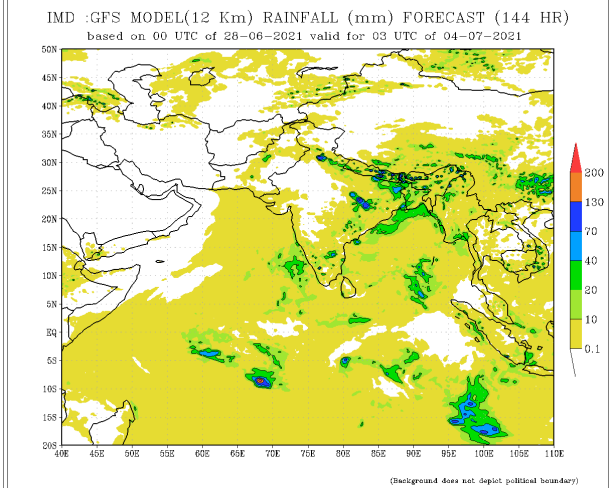 IMD :GFS MODEL(12 Km) RAINFALL (mm) FORECAST (144 HR)
based on 00 UTC of 28-06-2021 valid for 03 UTC of 04-07-2021
50N
45N
40N
35N
30N
25N
20N
15N
10N
5N
EQ
5S
10S
15S
20S
40E 45E 50E 55E 60E 65E 70E 75E 80E 85E 90E 95E 100E 105E 110E
200
130
70
40
20
10
0.1
(Background does not depict political boundary)